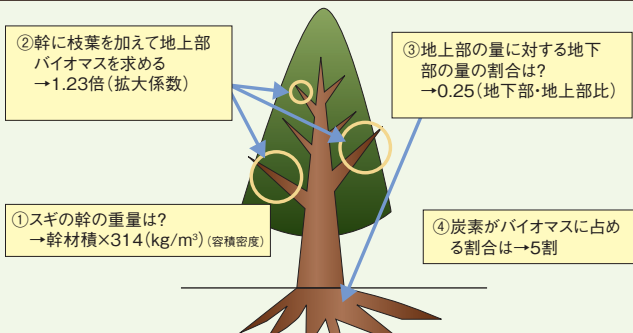 ①スギの幹の重量は?
→幹材積×314(kg/m³)(容積密度)
②幹に枝葉を加えて地上部
バイオマスを求める
→1.23倍(拡大係数)
③地上部の量に対する地下
部の量の割合は?
→0.25(地下部・地上部比)
④炭素がバイオマスに占め
る割合は→5割